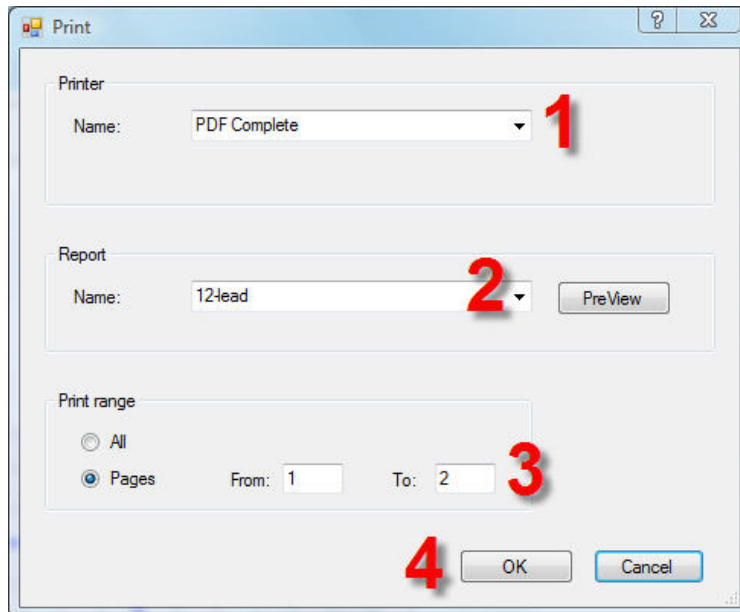 Print
Printer
Name: PDF Complete 1
Report
Name: 12-lead 2 PreView
Print range
All
Pages From: 1 To: 2 3
4 OK Cancel